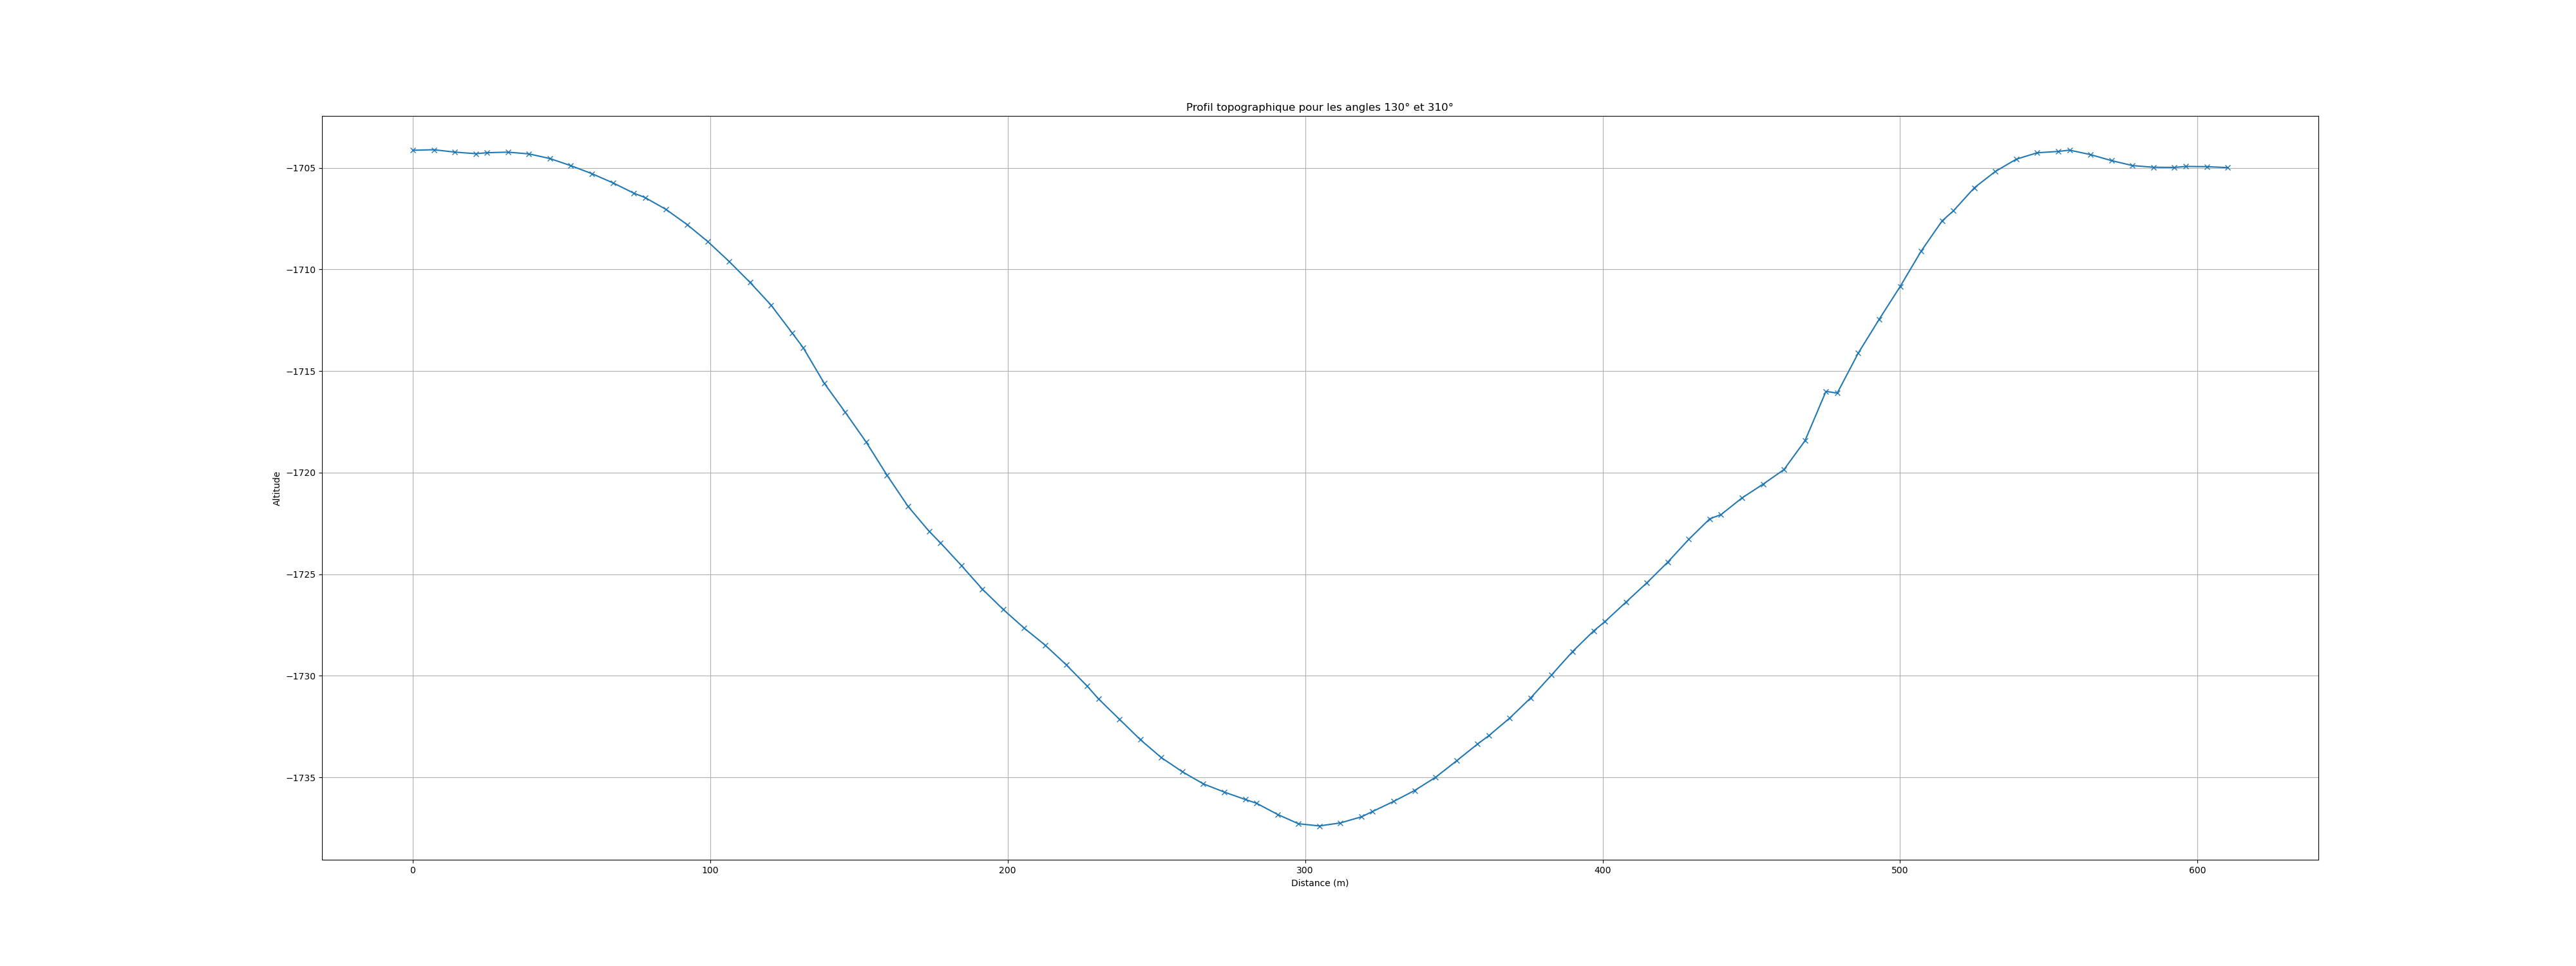 Profil topographique pour les angles 130° et 310°
Altitude
−1705
−1710
−1715
−1720
−1725
−1730
−1735
0 100 200 300 400 500 600
Distance (m)